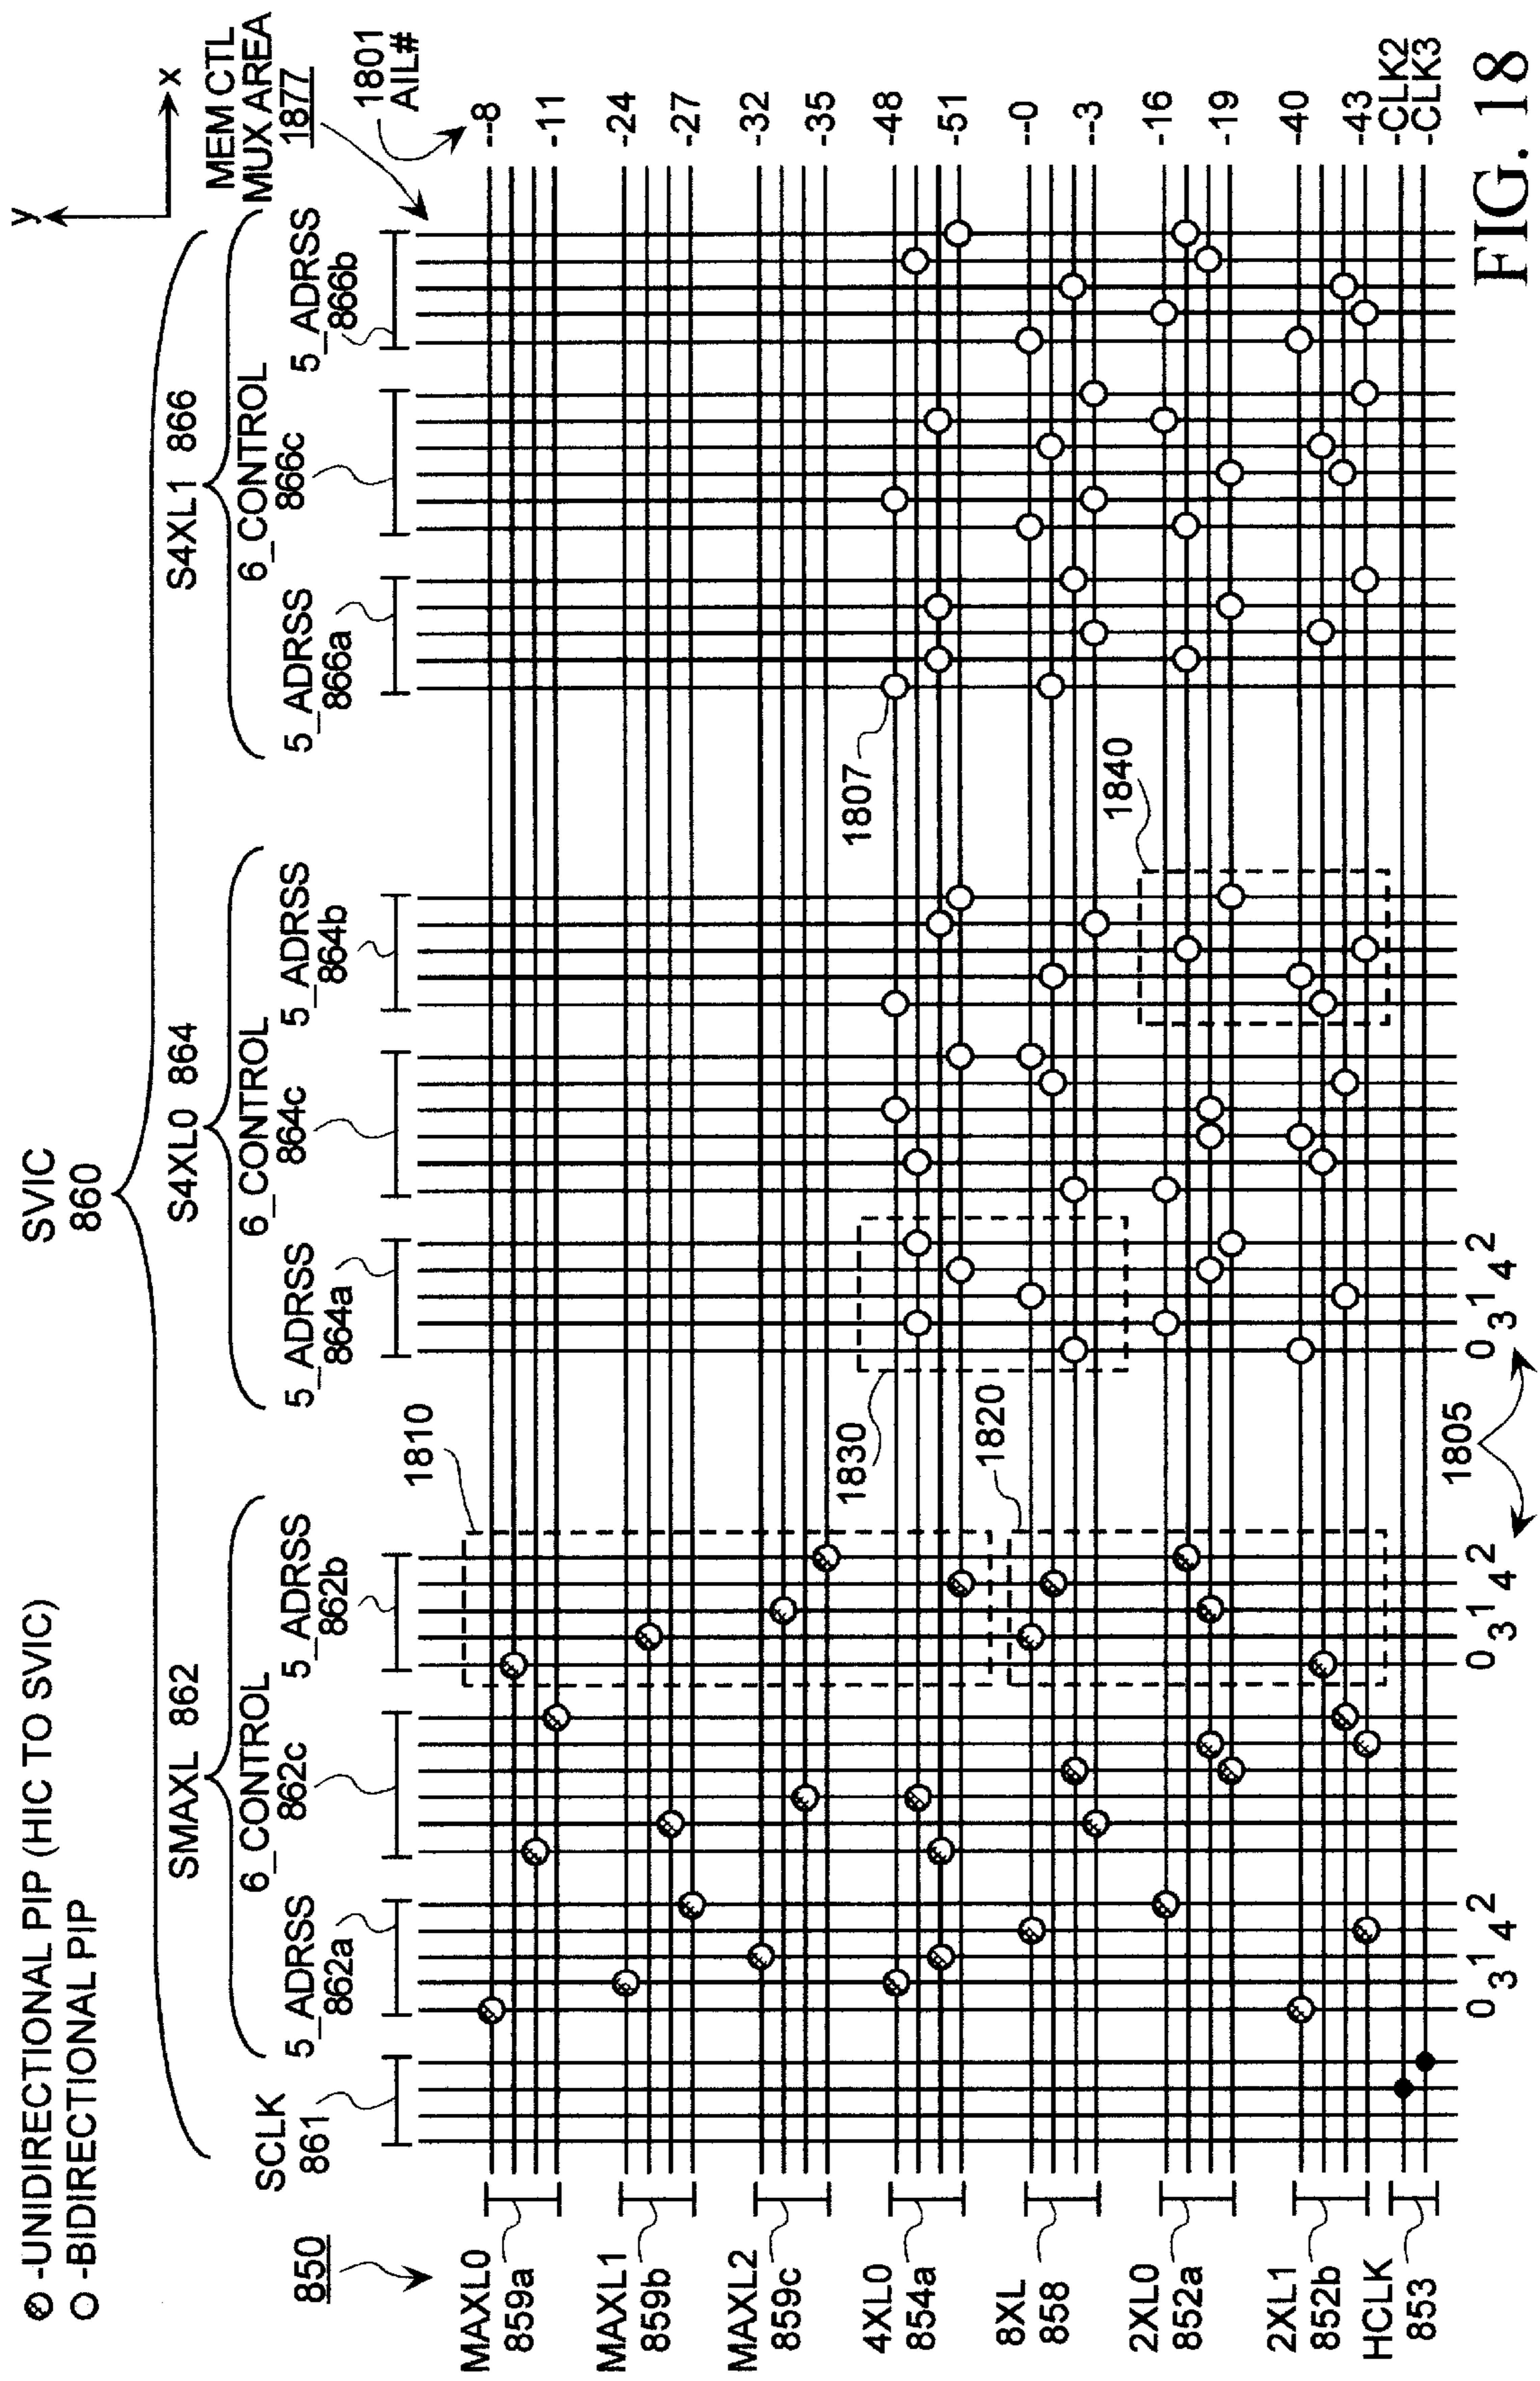 ⊘ -UNIDIRECTIONAL PIP (HIC TO SVIC)
○ -BIDIRECTIONAL PIP
SVIC
860
y
x
SMAXL 862
S4XL0 864
S4XL1 866
MEM CTL
MUX AREA
1877
1801
AIL#
SCLK
861
5_ADRSS
862a
6_CONTROL
862c
5_ADRSS
862b
5_ADRSS
864a
6_CONTROL
864c
5_ADRSS
864b
5_ADRSS
866a
6_CONTROL
866c
5_ADRSS
866b
850
1810
MAXL0
859a
--8
-11
MAXL1
859b
-24
-27
MAXL2
859c
-32
-35
1830
1807
4XL0
854a
-48
-51
1820
8XL
858
--0
--3
1840
2XL0
852a
-16
-19
2XL1
852b
-40
-43
HCLK
853
-CLK2
-CLK3
0 3 1 4 2
0 3 1 4 2
0 3 1 4 2
1805
FIG. 18